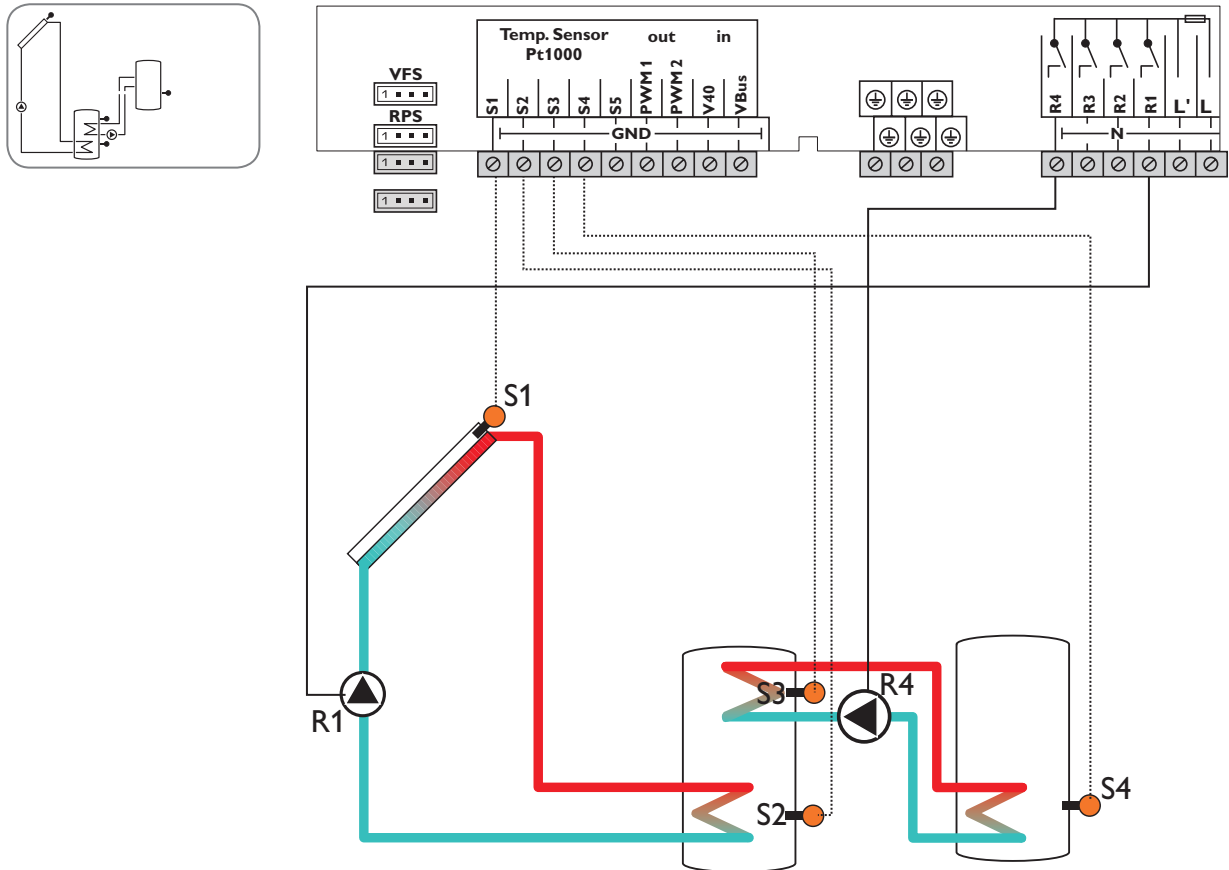 Temp. Sensor out in
Pt1000
VFS
1
RPS
1
1
1
S1 S2 S3 S4 S5 PWM 1 PWM 2 V40 VBus
GND
R4 R3 R2 R1 L' L
N
S1
R1
S3
R4
S2
S4